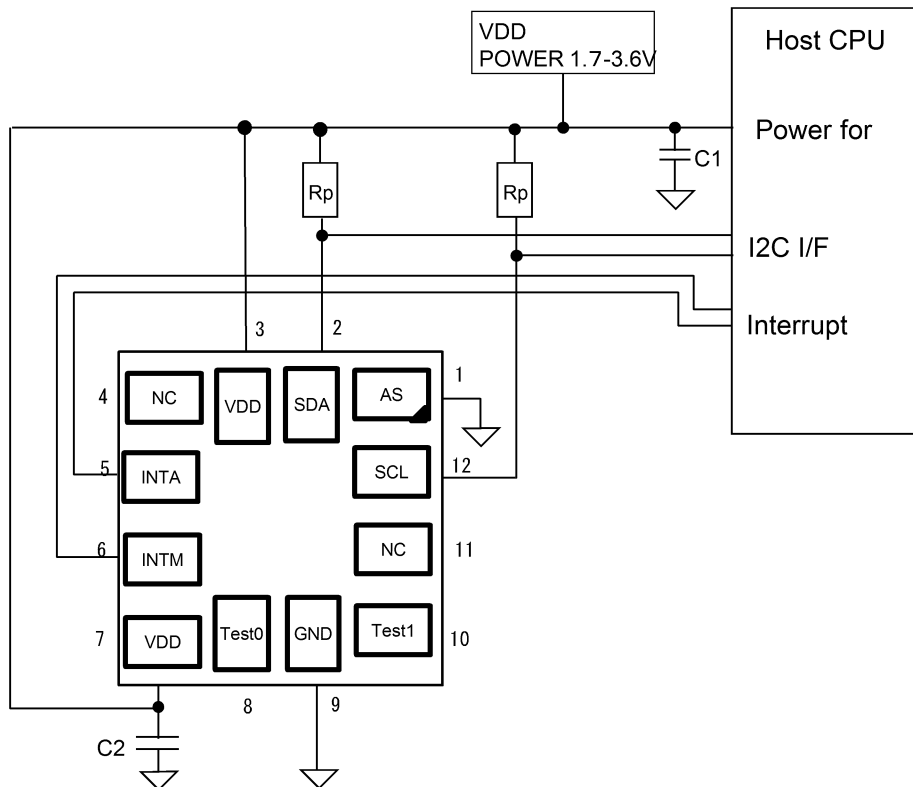 VDD
POWER 1.7-3.6V
Host CPU
Power for
C1
Rp
Rp
I2C I/F
Interrupt
3
2
4
NC
VDD
SDA
AS
1
5
INTA
SCL
12
6
INTM
NC
11
7
VDD
Test0
GND
Test1
10
8
9
C2